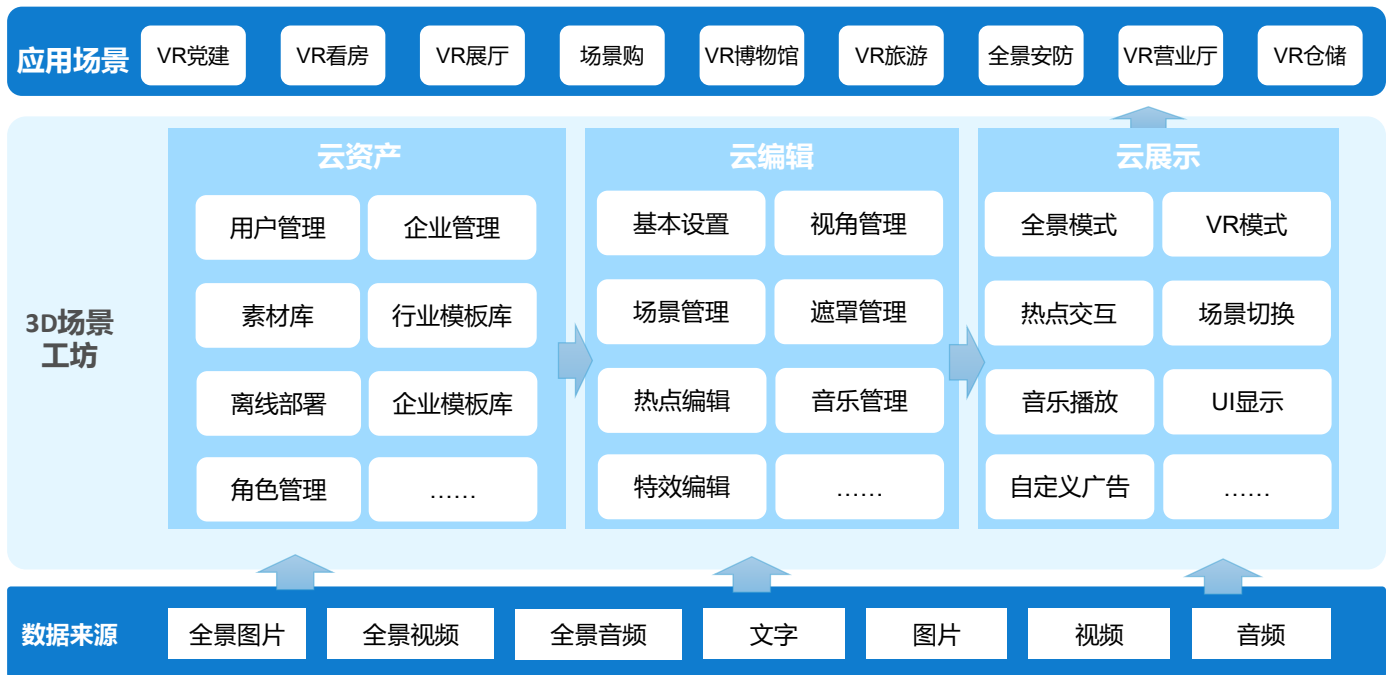 应用场景
VR党建
VR看房
VR展厅
场景购
VR博物馆
VR旅游
全景安防
VR营业厅
VR仓储
3D场景
工坊
云资产
用户管理
企业管理
素材库
行业模板库
离线部署
企业模板库
角色管理
……
云编辑
基本设置
视角管理
场景管理
遮罩管理
热点编辑
音乐管理
特效编辑
……
云展示
全景模式
VR模式
热点交互
场景切换
音乐播放
UI显示
自定义广告
……
数据来源
全景图片
全景视频
全景音频
文字
图片
视频
音频